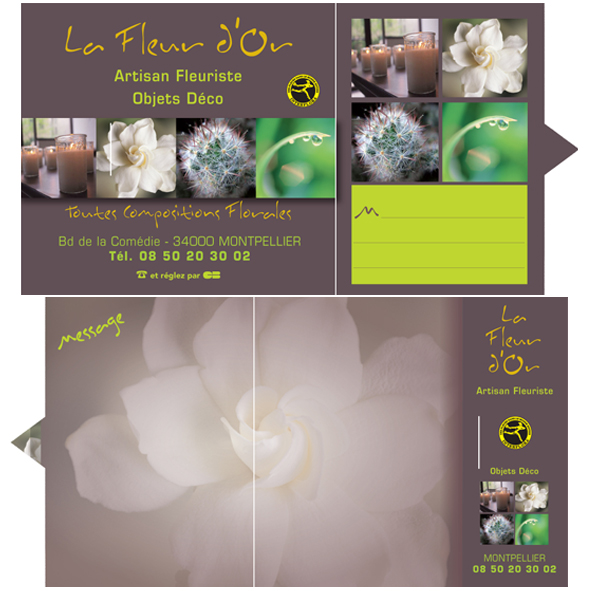 La Fleur d'Or
Artisan Fleuriste
Objets Déco
INTERFLORA
Toutes Compositions Florales
Bd de la Comédie - 34000 MONTPELLIER
Tél. 08 50 20 30 02
et réglez par CB
M
message
La
Fleur
d'Or
Artisan Fleuriste
Objets Déco
MONTPELLIER
08 50 20 30 02